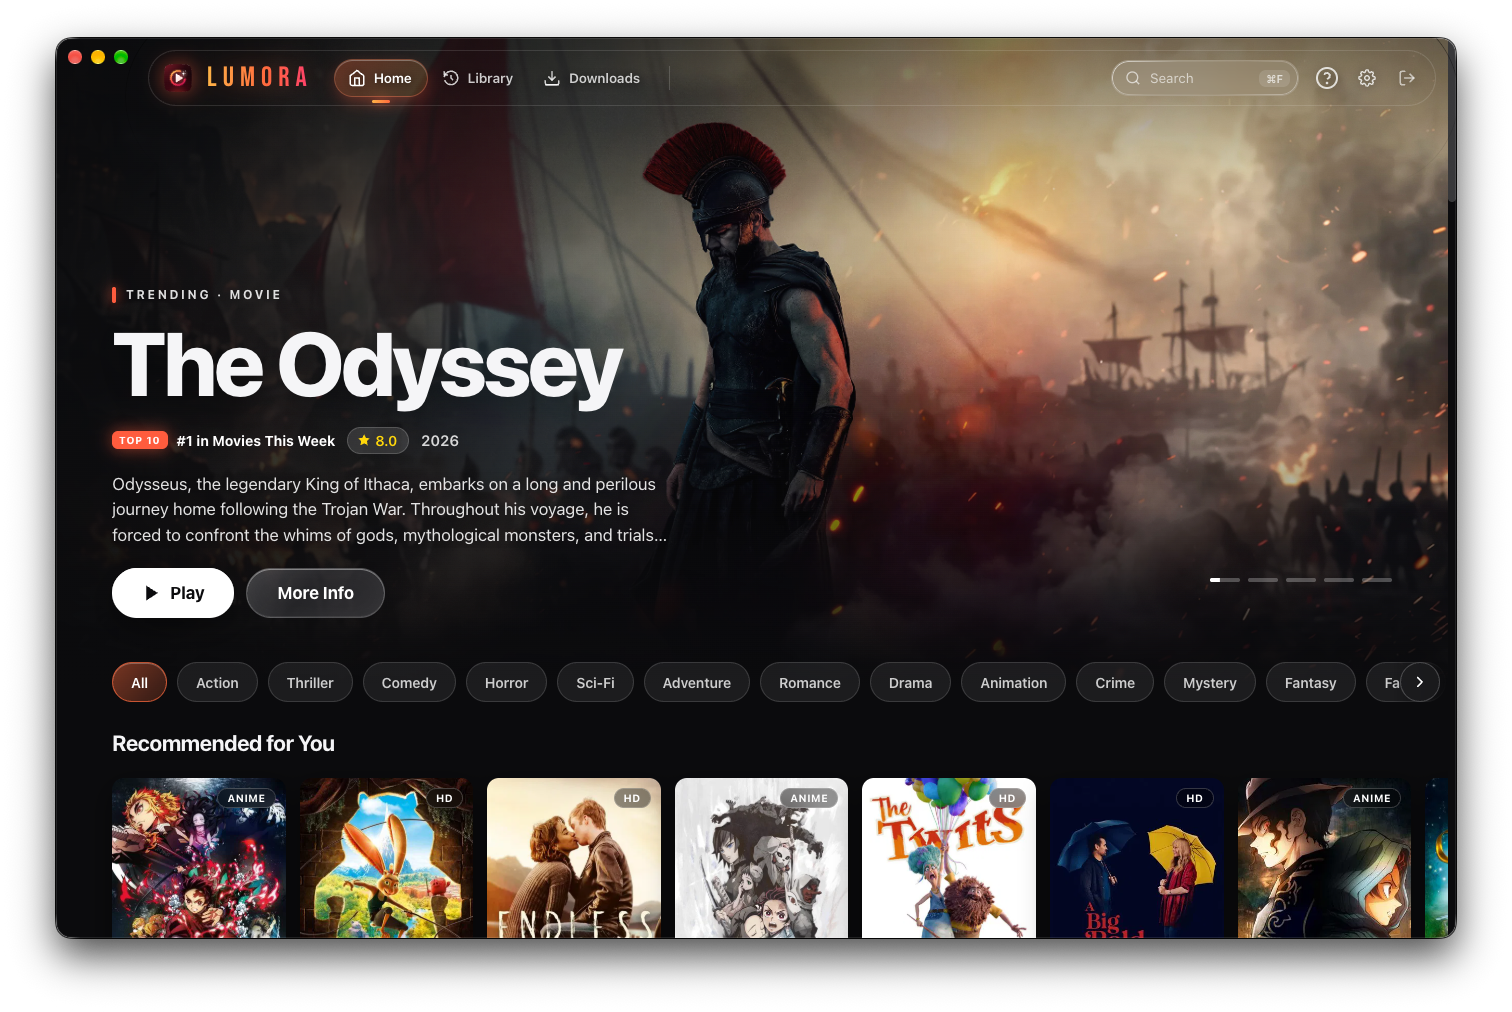 LUMORA
Home
Library
Downloads
Search
⌘F
TRENDING · MOVIE
The Odyssey
TOP 10 #1 in Movies This Week 8.0 2026
Odysseus, the legendary King of Ithaca, embarks on a long and perilous
journey home following the Trojan War. Throughout his voyage, he is
forced to confront the whims of gods, mythological monsters, and trials...
Play
More Info
All
Action
Thriller
Comedy
Horror
Sci-Fi
Adventure
Romance
Drama
Animation
Crime
Mystery
Fantasy
Fa
Recommended for You
ANIME
HD
HD
ENDLESS
ANIME
HD
The
TwitS
HD
A
Big
Bold
ANIME